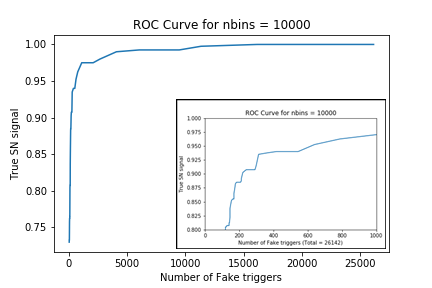 ROC Curve for nbins = 10000
True SN signal
1.00
0.95
0.90
0.85
0.80
0.75
0 5000 10000 15000 20000 25000
Number of Fake triggers
ROC Curve for nbins = 10000
True SN signal
1.000
0.975
0.950
0.925
0.900
0.875
0.850
0.825
0.800
0 200 400 600 800 1000
Number of Fake triggers (Total = 26142)